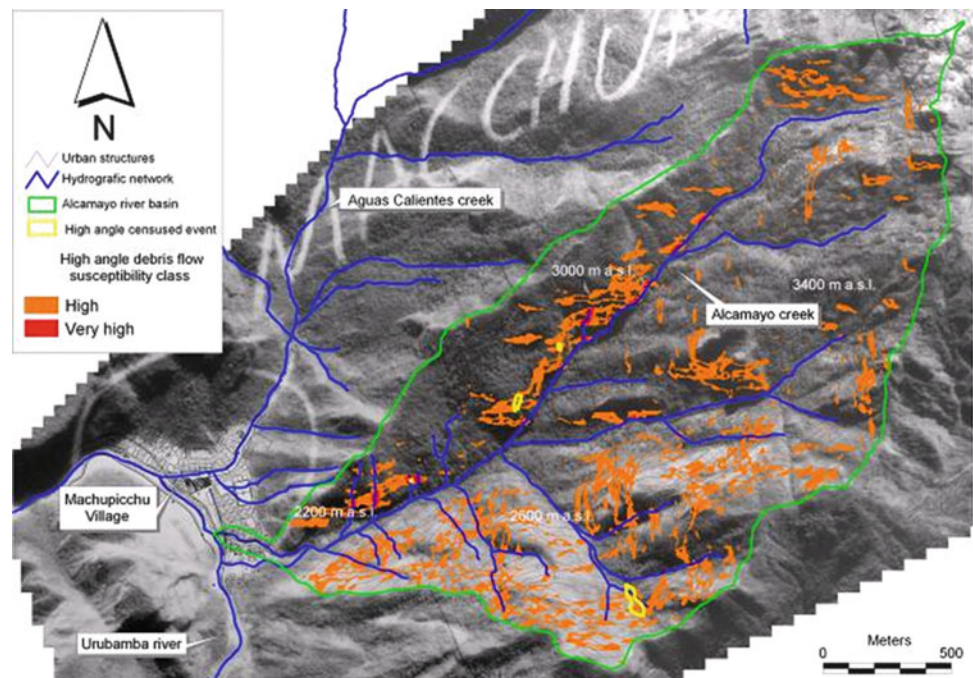 N
Urban structures
Hydrografic network
Alcamayo river basin
High angle censused event
High angle debris flow
susceptibility class
High
Very high
Aguas Calientes creek
3000 m a.s.l.
3400 m a.s.l.
Alcamayo creek
Machupicchu
Village
2200 m a.s.l.
2600 m a.s.l.
Urubamba river
Meters
0 500